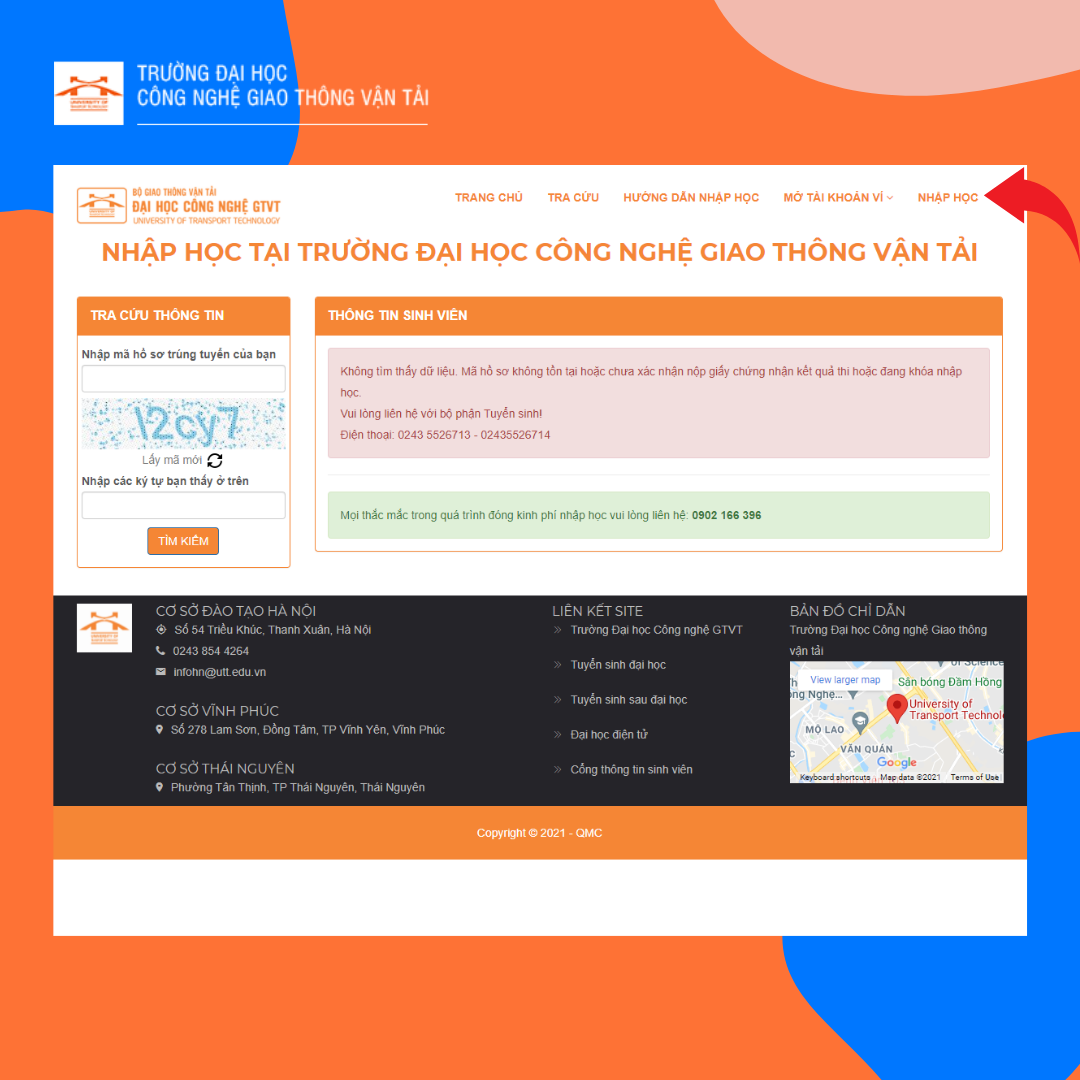 TRƯỜNG ĐẠI HỌC
CÔNG NGHỆ GIAO THÔNG VẬN TẢI
BỘ GIAO THÔNG VẬN TẢI
ĐẠI HỌC CÔNG NGHỆ GTVT
UNIVERSITY OF TRANSPORT TECHNOLOGY
TRANG CHỦ TRA CỨU HƯỚNG DẪN NHẬP HỌC MỞ TÀI KHOẢN VÍ NHẬP HỌC
NHẬP HỌC TẠI TRƯỜNG ĐẠI HỌC CÔNG NGHỆ GIAO THÔNG VẬN TẢI
TRA CỨU THÔNG TIN
Nhập mã hồ sơ trúng tuyển của bạn
l2cy7
Lấy mã mới
Nhập các ký tự bạn thấy ở trên
TÌM KIẾM
THÔNG TIN SINH VIÊN
Không tìm thấy dữ liệu. Mã hồ sơ không tồn tại hoặc chưa xác nhận nộp giấy chứng nhận kết quả thi hoặc đang khóa nhập
học.
Vui lòng liên hệ với bộ phận Tuyển sinh!
Điện thoại: 0243 5526713 - 02435526714
Mọi thắc mắc trong quá trình đóng kinh phí nhập học vui lòng liên hệ: 0902 166 396
CƠ SỞ ĐÀO TẠO HÀ NỘI
Số 54 Triều Khúc, Thanh Xuân, Hà Nội
0243 854 4264
infohn@utt.edu.vn
CƠ SỞ VĨNH PHÚC
Số 278 Lam Sơn, Đồng Tâm, TP Vĩnh Yên, Vĩnh Phúc
CƠ SỞ THÁI NGUYÊN
Phường Tân Thịnh, TP Thái Nguyên, Thái Nguyên
LIÊN KẾT SITE
Trường Đại học Công nghệ GTVT
Tuyển sinh đại học
Tuyển sinh sau đại học
Đại học điện tử
Cổng thông tin sinh viên
BẢN ĐỒ CHỈ DẪN
Trường Đại học Công nghệ Giao thông
vận tải
of Science
View larger map
Sân bóng Đầm Hồng
ng Nghệ...
University of
Transport Technol
MỘ LAO
VĂN QUÁN
Google
Keyboard shortcuts Map data ©2021 Terms of Use
Copyright © 2021 - QMC